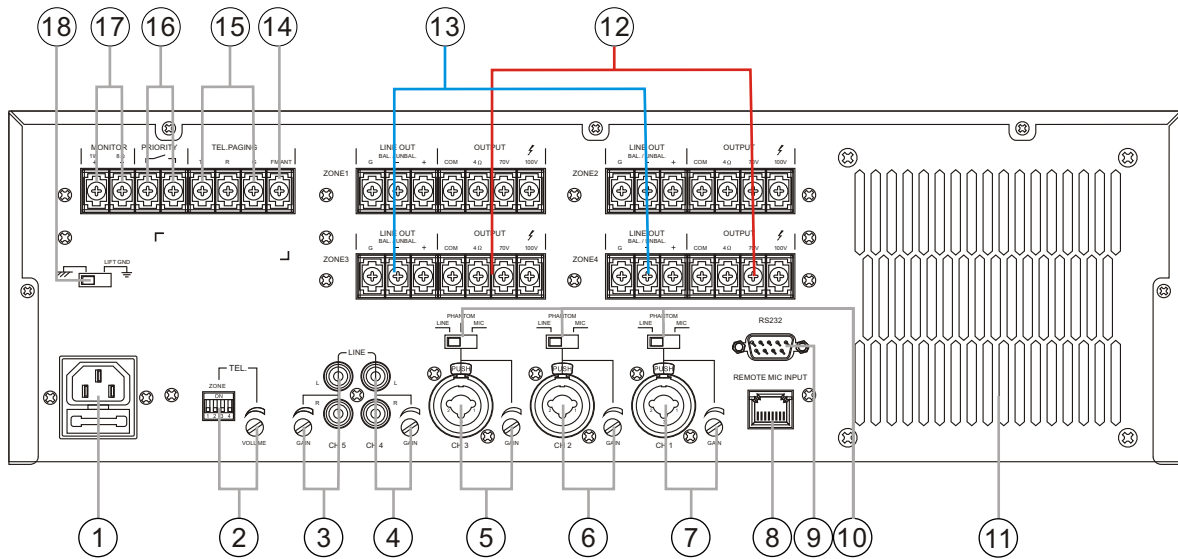 18 17 16 15 14 13 12
MONITOR PRIORITY TEL.PAGING
8Ω T R G FM ANT
LINE OUT OUTPUT
BAL. / UNBAL.
G − + COM 4Ω 70V 100V
ZONE1
LINE OUT OUTPUT
BAL. / UNBAL.
G − + COM 4Ω 70V 100V
ZONE2
LINE OUT OUTPUT
BAL. / UNBAL.
G − + COM 4Ω 70V 100V
ZONE3
LINE OUT OUTPUT
BAL. / UNBAL.
G − + COM 4Ω 70V 100V
ZONE4
LIFT GND
PHANTOM
LINE MIC
PHANTOM
LINE MIC
PHANTOM
LINE MIC
RS232
PUSH PUSH PUSH
REMOTE MIC INPUT
TEL.
ZONE
ON
1 2 3 4
VOLUME
LINE
L L
R R
GAIN CH 5 CH 4 GAIN
CH 3 GAIN
CH 2 GAIN
CH 1 GAIN
1 2 3 4 5 6 7 8 9 10 11